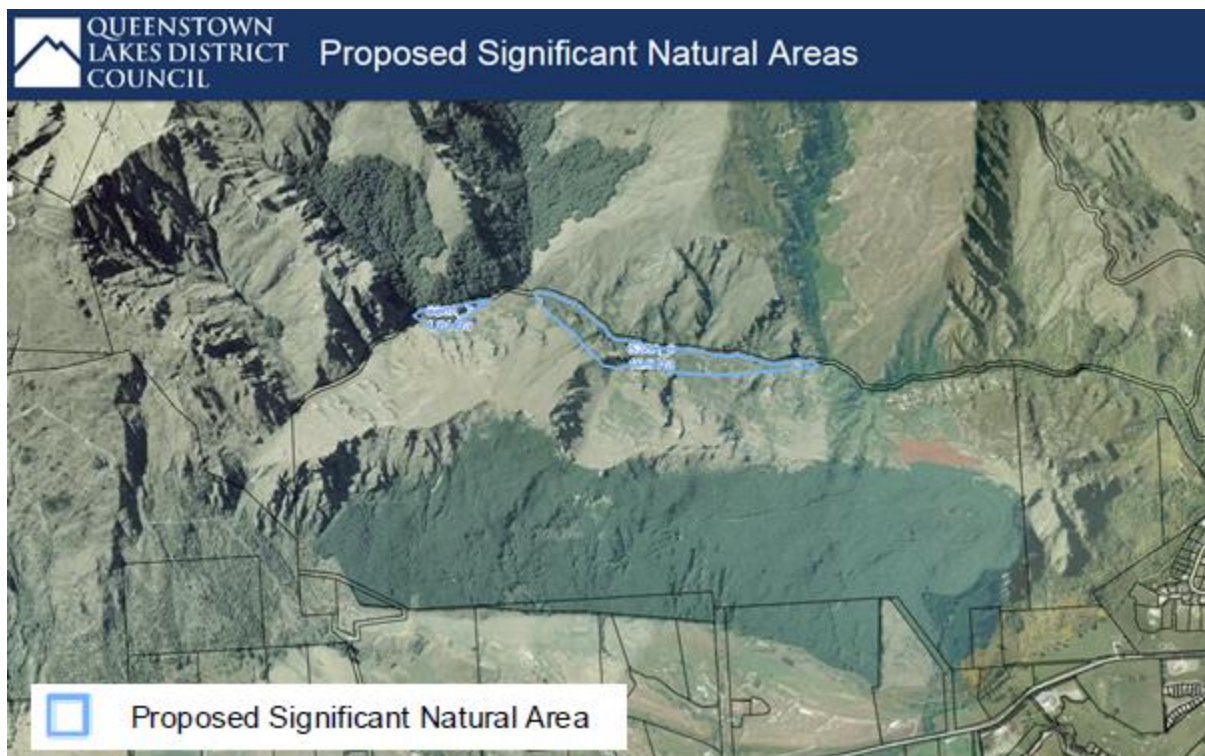 QUEENSTOWN
LAKES DISTRICT
COUNCIL
Proposed Significant Natural Areas
Proposed Significant Natural Area